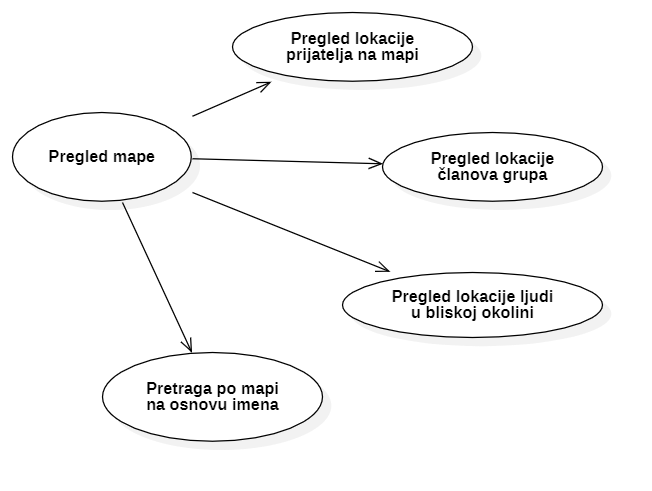 Pregled lokacije
prijatelja na mapi
Pregled mape
Pregled lokacije
članova grupa
Pregled lokacije ljudi
u bliskoj okolini
Pretraga po mapi
na osnovu imena